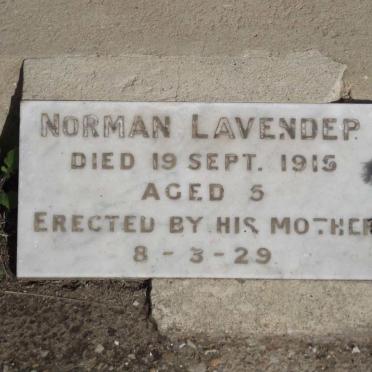 NORMAN LAVENDER
DIED 19 SEPT. 1915
AGED 5
ERECTED BY HIS MOTHER
8-3-29